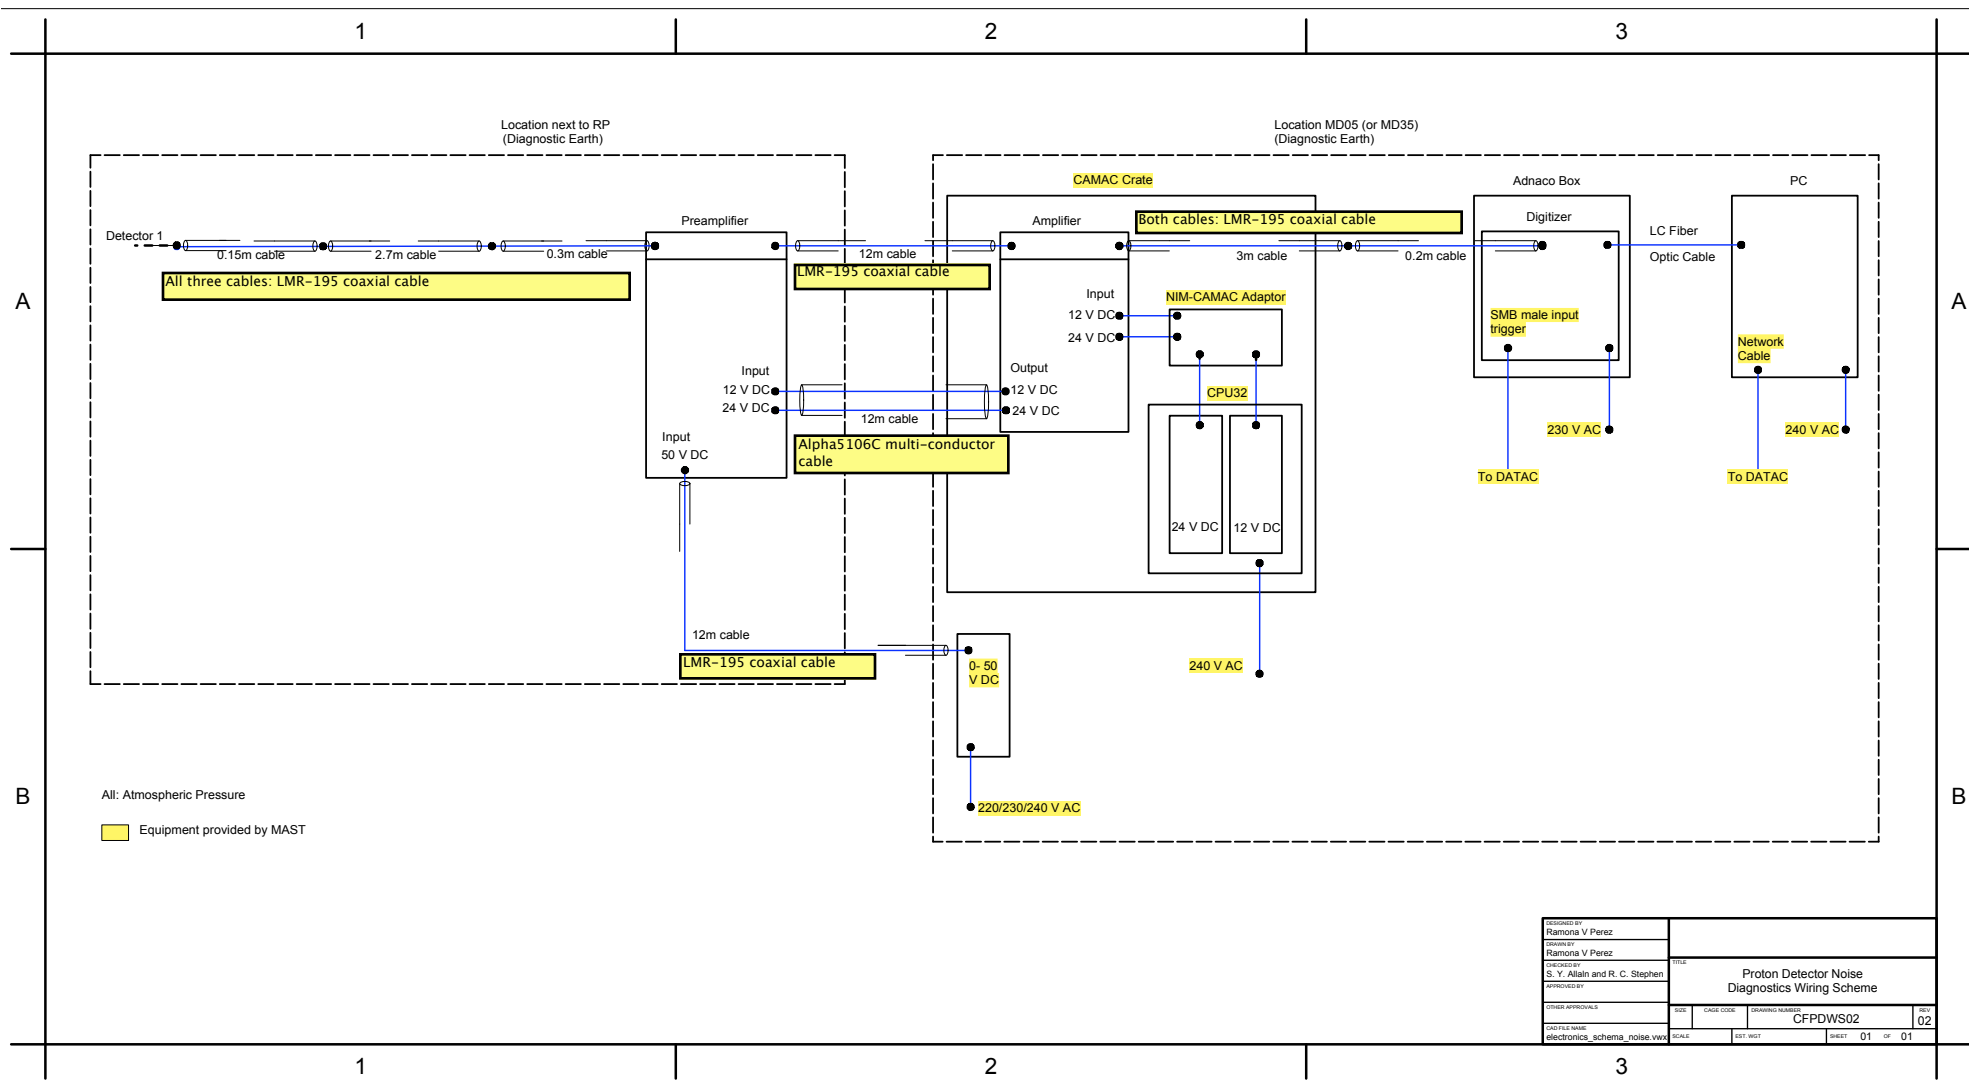 1 2 3
Location next to RP
(Diagnostic Earth)
Location MD05 (or MD35)
(Diagnostic Earth)
CAMAC Crate
Adnaco Box
PC
Detector 1
Preamplifier
Amplifier
Both cables: LMR-195 coaxial cable
Digitizer
LC Fiber
Optic Cable
0.15m cable
2.7m cable
0.3m cable
12m cable
3m cable
0.2m cable
All three cables: LMR-195 coaxial cable
LMR-195 coaxial cable
A
A
Input
12 V DC
24 V DC
NIM-CAMAC Adaptor
SMB male input
trigger
Network
Cable
Input
12 V DC
24 V DC
Output
12 V DC
24 V DC
CPU32
12m cable
Input
50 V DC
Alpha5106C multi-conductor
cable
230 V AC
240 V AC
To DATAC
To DATAC
24 V DC
12 V DC
12m cable
LMR-195 coaxial cable
0- 50
V DC
240 V AC
220/230/240 V AC
B
B
All: Atmospheric Pressure
Equipment provided by MAST
DESIGNED BY
Ramona V Perez
DRAWN BY
Ramona V Perez
CHECKED BY
S. Y. Allain and R. C. Stephen
APPROVED BY
OTHER APPROVALS
CAD FILE NAME
electronics_schema_noise.vwx
TITLE
Proton Detector Noise
Diagnostics Wiring Scheme
SIZE
CAGE CODE
DRAWING NUMBER
CFPDWS02
REV
02
SCALE
EST. WGT
SHEET 01 OF 01
1 2 3